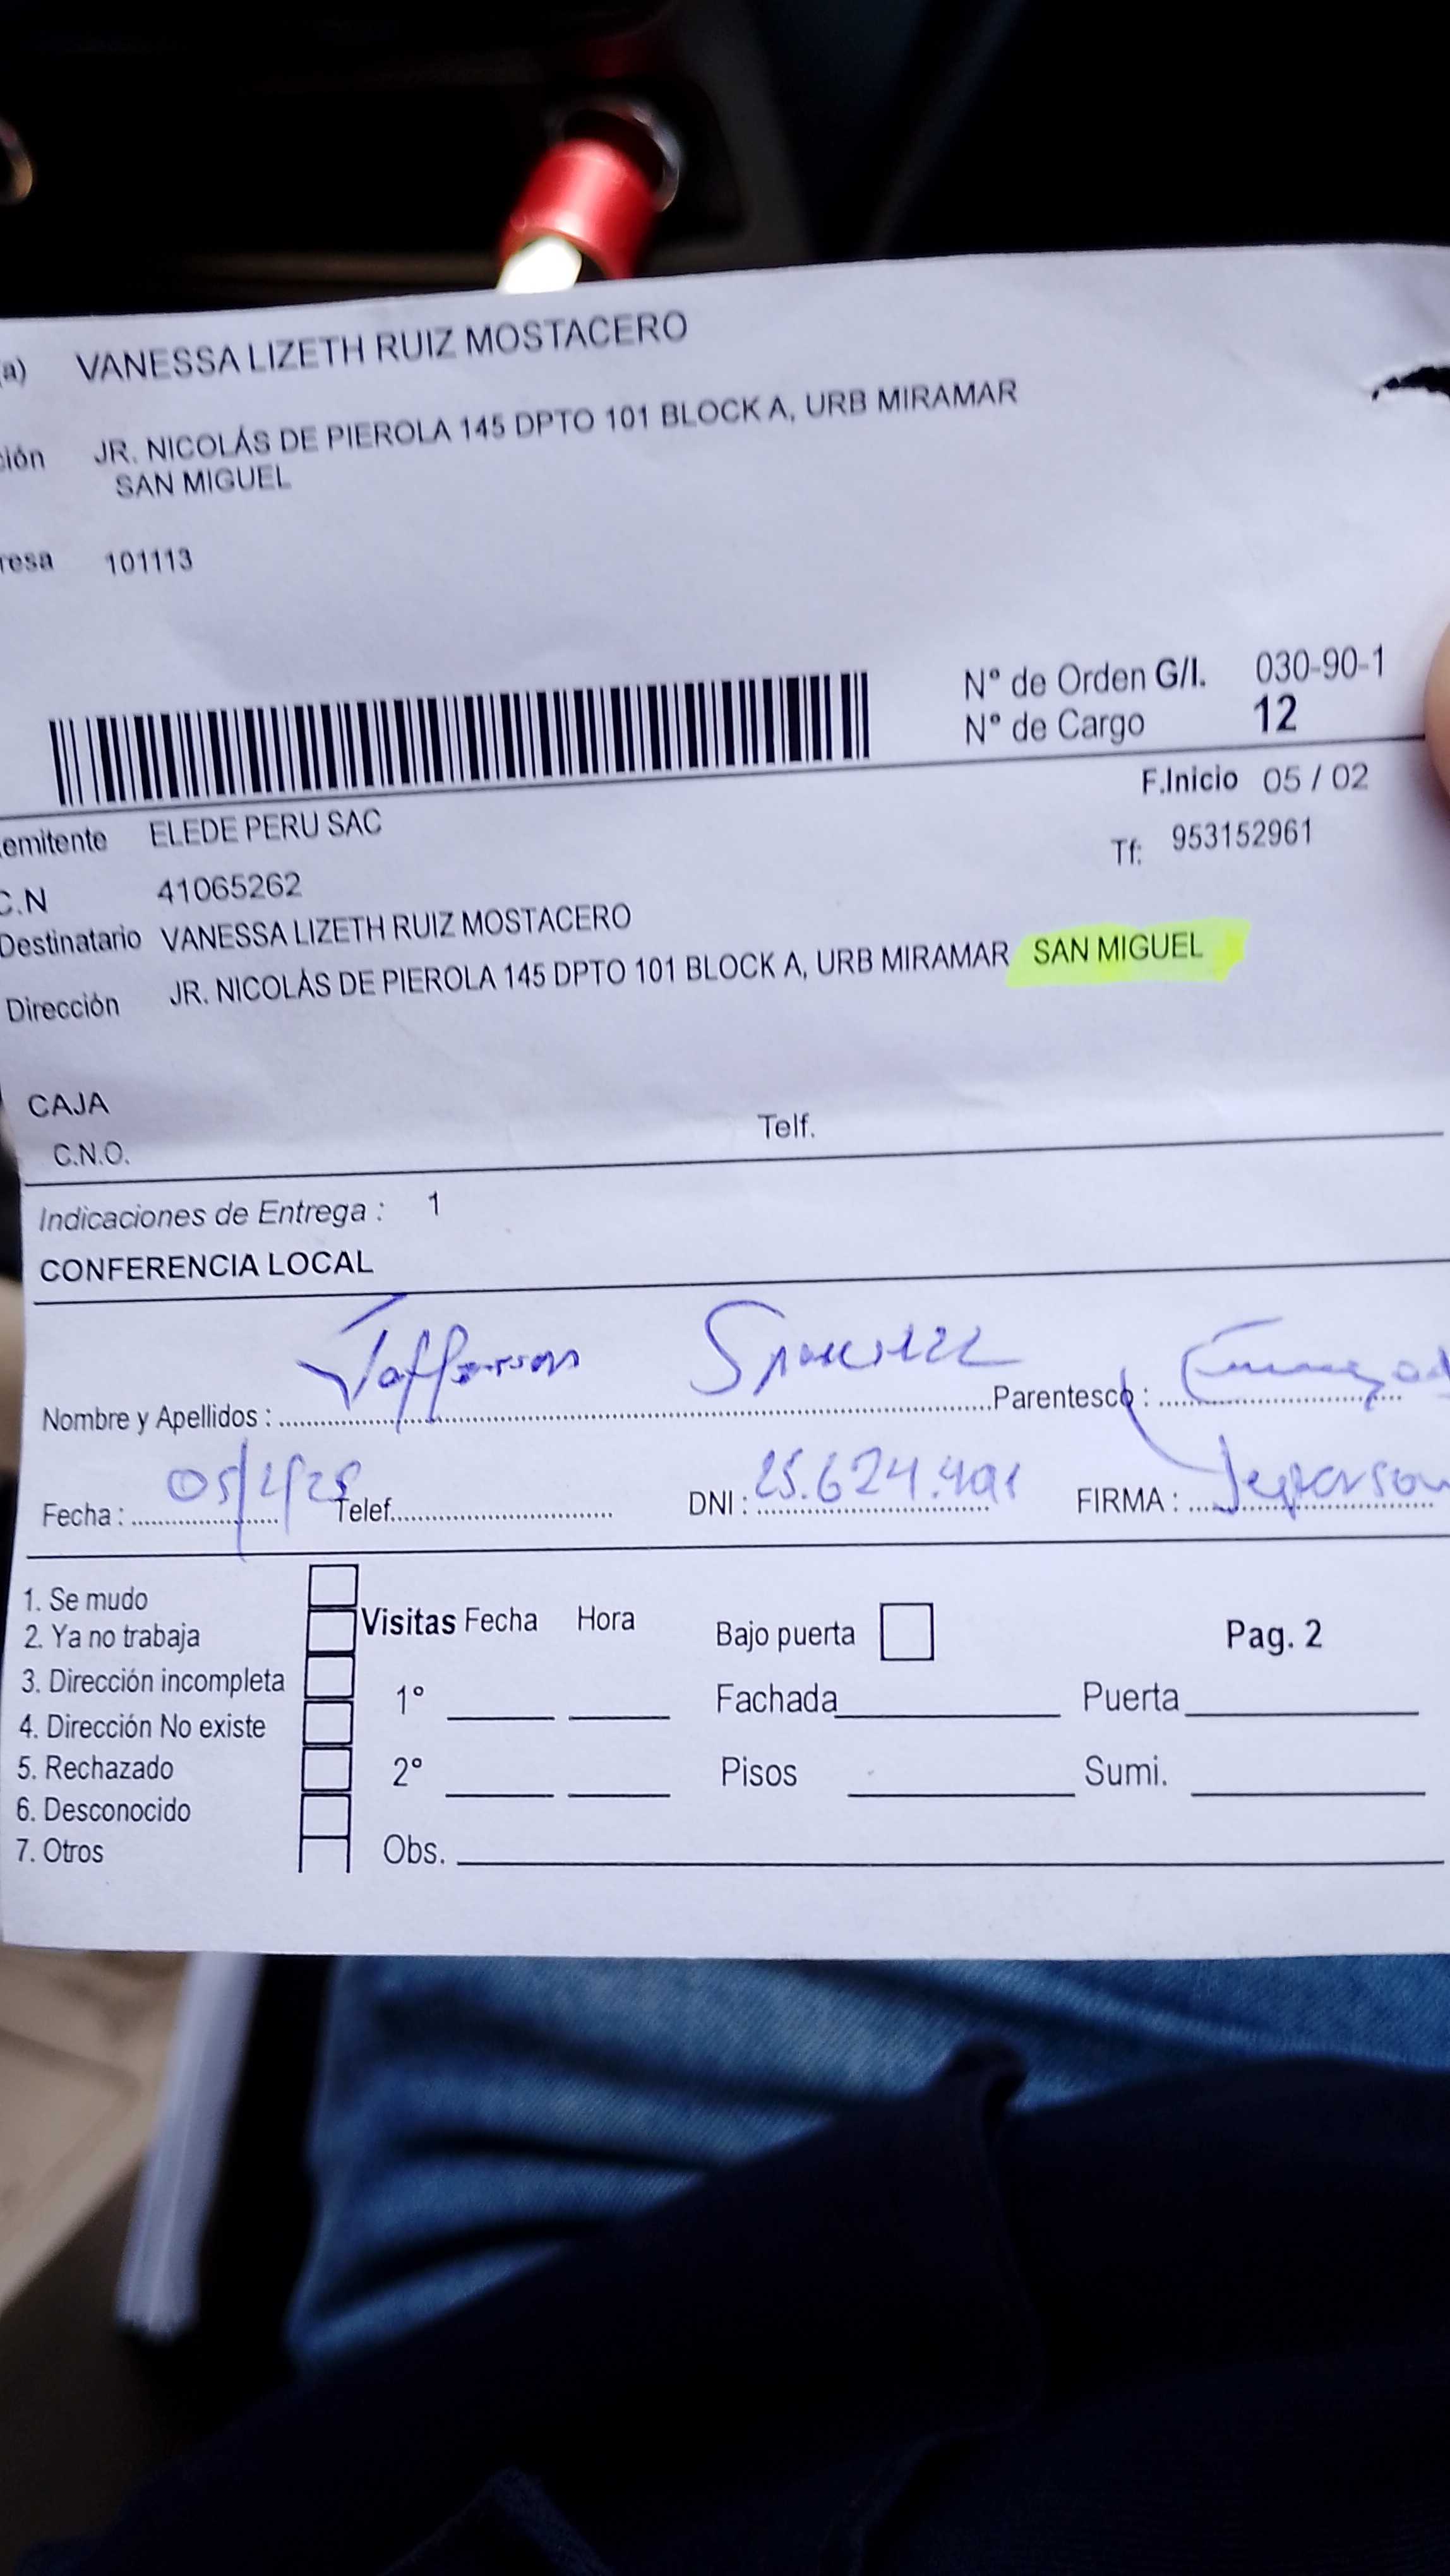 a) VANESSA LIZETH RUIZ MOSTACERO
ción JR. NICOLÁS DE PIEROLA 145 DPTO 101 BLOCK A, URB MIRAMAR
SAN MIGUEL
resa 101113
N° de Orden G/I. 030-90-1
N° de Cargo 12
F.Inicio 05 / 02
emitente ELEDE PERU SAC
Tf: 953152961
C.N 41065262
Destinatario VANESSA LIZETH RUIZ MOSTACERO
Dirección JR. NICOLÁS DE PIEROLA 145 DPTO 101 BLOCK A, URB MIRAMAR SAN MIGUEL
CAJA
C.N.O. Telf.
Indicaciones de Entrega : 1
CONFERENCIA LOCAL
Nombre y Apellidos : Jefferson Parentesco :
Fecha : Telef. DNI : 25.624.491 FIRMA : Jeferson
1. Se mudo
2. Ya no trabaja
3. Dirección incompleta
4. Dirección No existe
5. Rechazado
6. Desconocido
7. Otros
Visitas Fecha Hora
1°
2°
Obs.
Bajo puerta
Pag. 2
Fachada Puerta
Pisos Sumi.